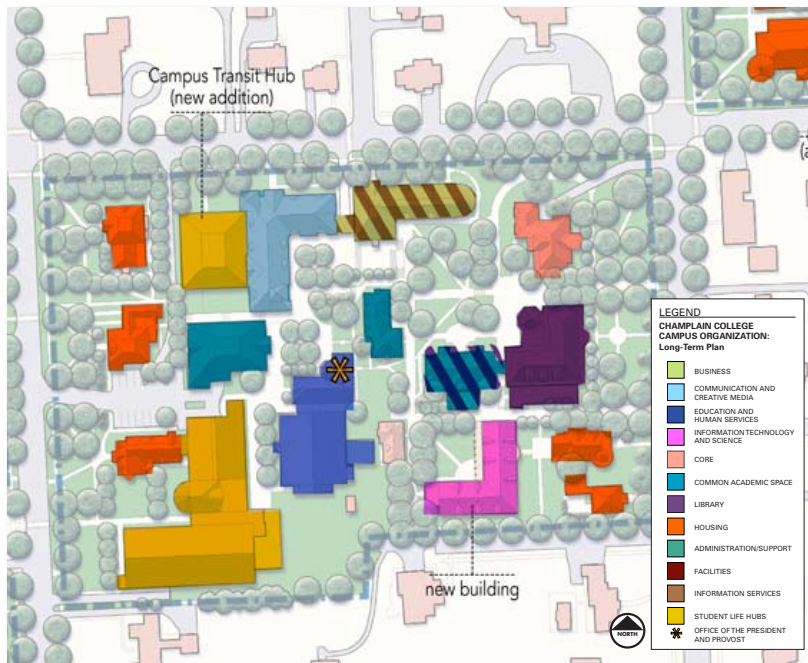 Campus Transit Hub
(new addition)
(a
new building
NORTH
LEGEND
CHAMPLAIN COLLEGE
CAMPUS ORGANIZATION:
Long-Term Plan
BUSINESS
COMMUNICATION AND
CREATIVE MEDIA
EDUCATION AND
HUMAN SERVICES
INFORMATION TECHNOLOGY
AND SCIENCE
CORE
COMMON ACADEMIC SPACE
LIBRARY
HOUSING
ADMINISTRATION/SUPPORT
FACILITIES
INFORMATION SERVICES
STUDENT LIFE HUBS
OFFICE OF THE PRESIDENT
AND PROVOST